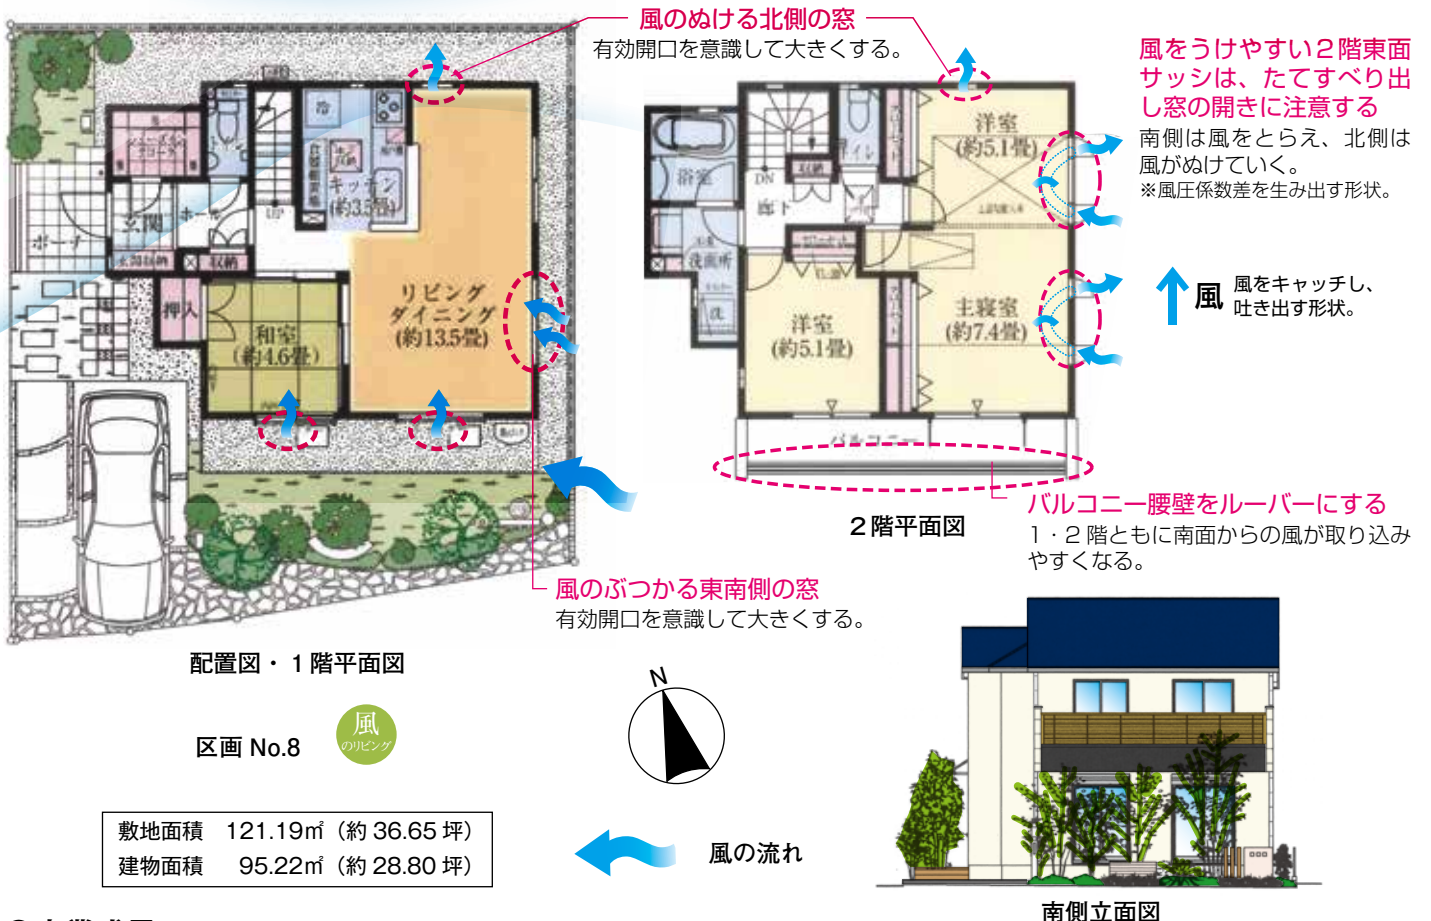 風のぬける北側の窓
有効開口を意識して大きくする。
風をうけやすい２階東面
サッシは、たてすべり出
し窓の開きに注意する
南側は風をとらえ、北側は
風がぬけていく。
※風圧係数差を生み出す形状。
風
風をキャッチし、
吐き出す形状。
冷
キッチン
(約3.5畳)
玄関
ホール
ポーチ
UP
収納
押入
和室
(約4.6畳)
リビング
ダイニング
(約13.5畳)
洋室
(約5.1畳)
トイレ
浴室
DN
収納
廊下
洗面所
洗
洋室
(約5.1畳)
主寝室
(約7.4畳)
バルコニー
２階平面図
バルコニー腰壁をルーバーにする
１・２階ともに南面からの風が取り込み
やすくなる。
風のぶつかる東南側の窓
有効開口を意識して大きくする。
配置図・１階平面図
区画 No.8
風
のリビング
N
敷地面積 121.19㎡（約 36.65 坪）
建物面積 95.22㎡（約 28.80 坪）
風の流れ
南側立面図